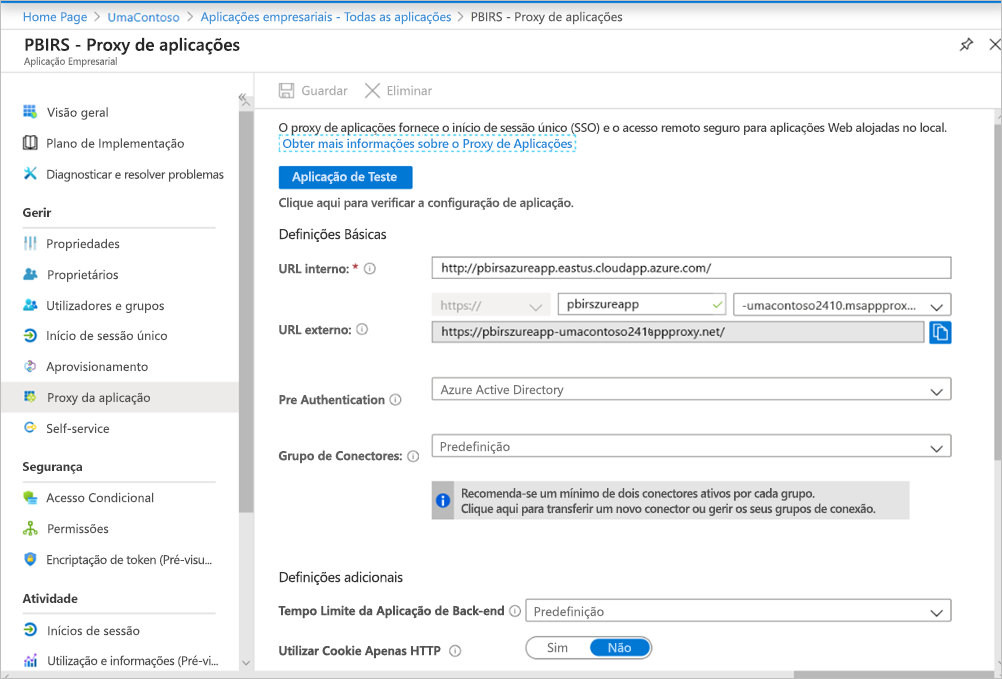 Home Page > UmaContoso > Aplicações empresariais - Todas as aplicações > PBIRS - Proxy de aplicações
PBIRS - Proxy de aplicações
Aplicação Empresarial
Visão geral
Plano de Implementação
Diagnosticar e resolver problemas
Gerir
Propriedades
Proprietários
Utilizadores e grupos
Início de sessão único
Aprovisionamento
Proxy da aplicação
Self-service
Segurança
Acesso Condicional
Permissões
Encriptação de token (Pré-visu...
Atividade
Inícios de sessão
Utilização e informações (Pré-vi...
Guardar Eliminar
O proxy de aplicações fornece o início de sessão único (SSO) e o acesso remoto seguro para aplicações Web alojadas no local.
Obter mais informações sobre o Proxy de Aplicações
Aplicação de Teste
Clique aqui para verificar a configuração de aplicação.
Definições Básicas
URL interno: * http://pbirsazureapp.eastus.cloudapp.azure.com/
https:// pbirszureapp -umacontoso2410.msapprox...
URL externo: https://pbirszureapp-umacontoso241appproxy.net/
Pre Authentication Azure Active Directory
Grupo de Conectores: Predefinição
Recomenda-se um mínimo de dois conectores ativos por cada grupo.
Clique aqui para transferir um novo conector ou gerir os seus grupos de conexão.
Definições adicionais
Tempo Limite da Aplicação de Back-end Predefinição
Utilizar Cookie Apenas HTTP Sim Não